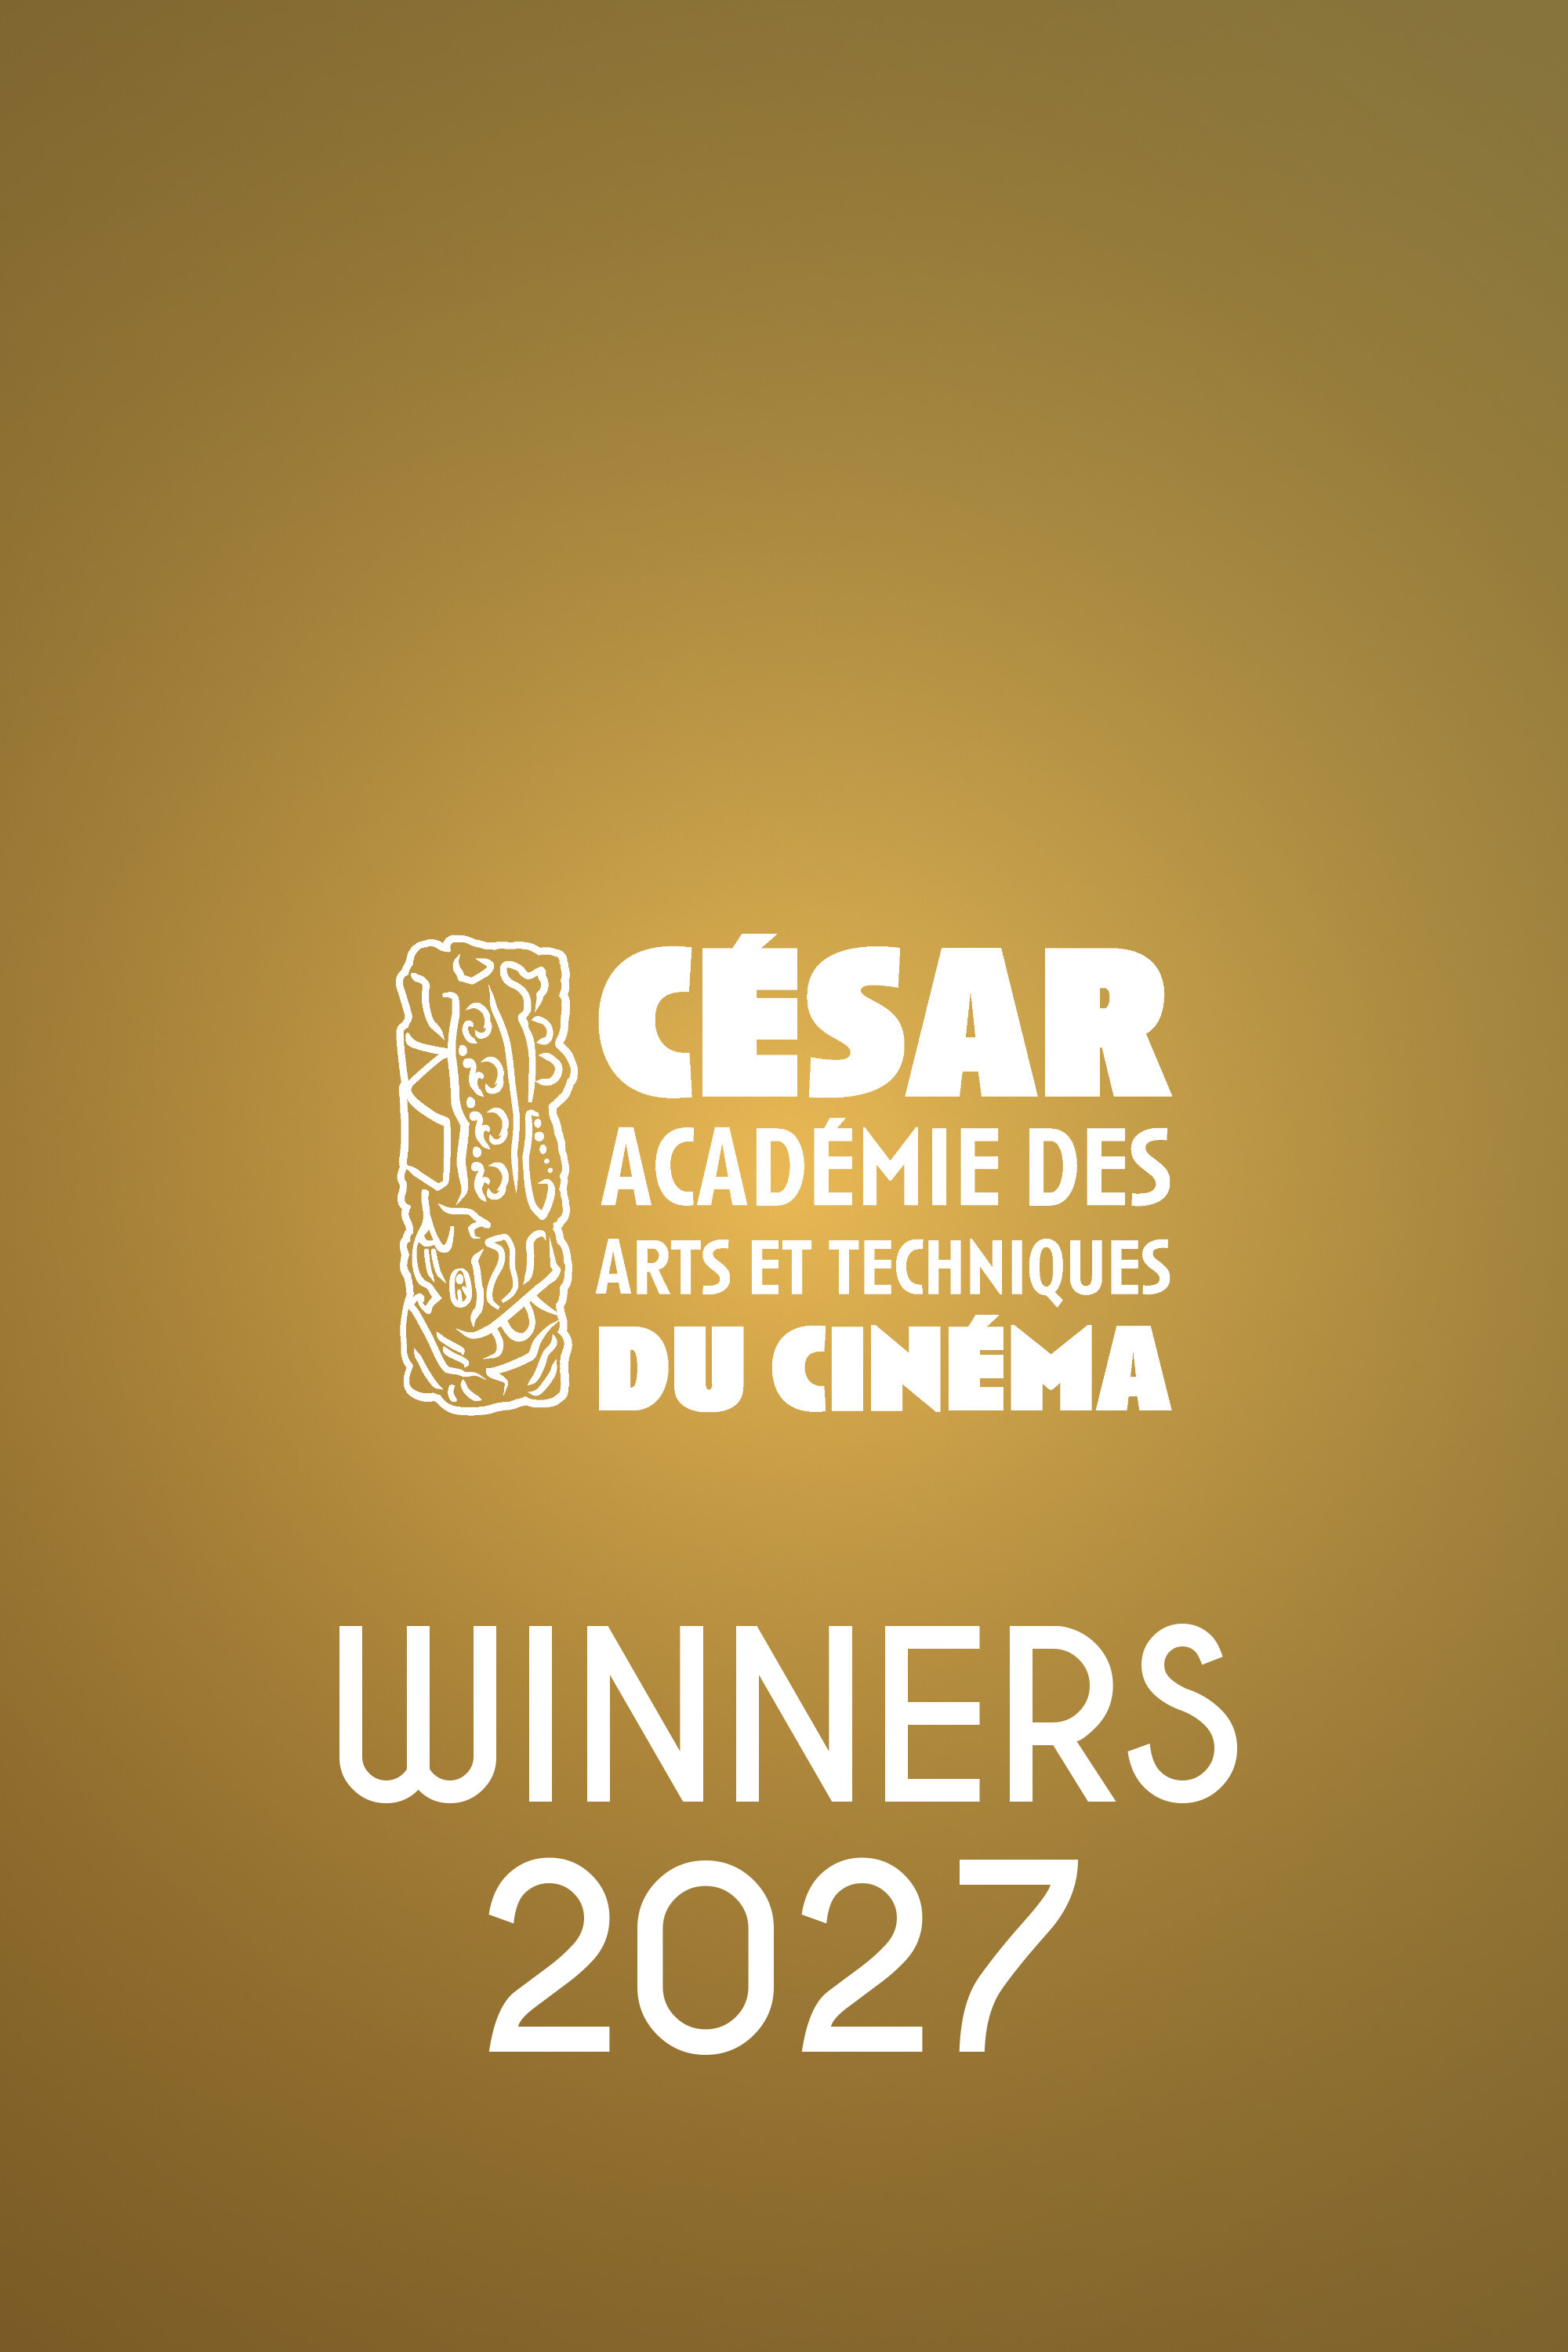 CÉSAR
ACADÉMIE DES
ARTS ET TECHNIQUES
DU CINÉMA
WINNERS
2027